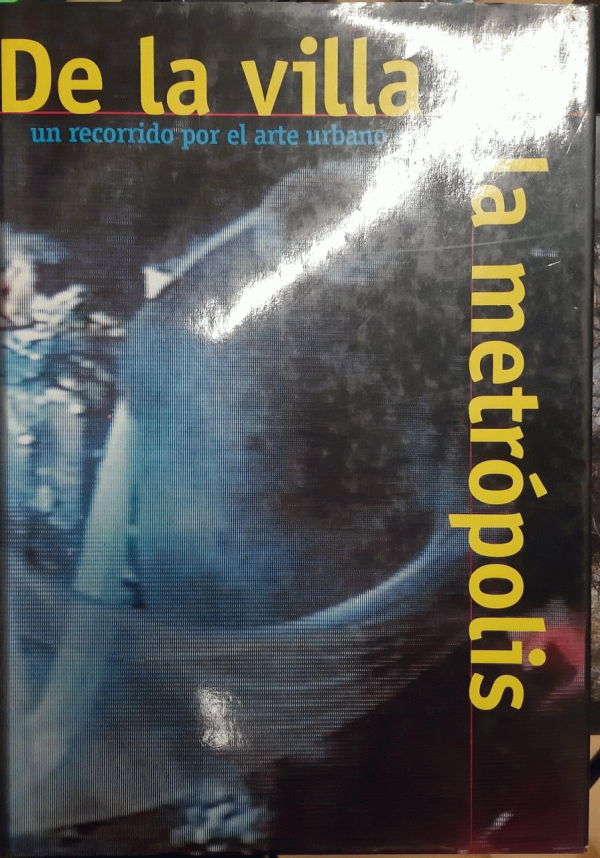 De la villa
un recorrido por el arte urbano
la metrópolis